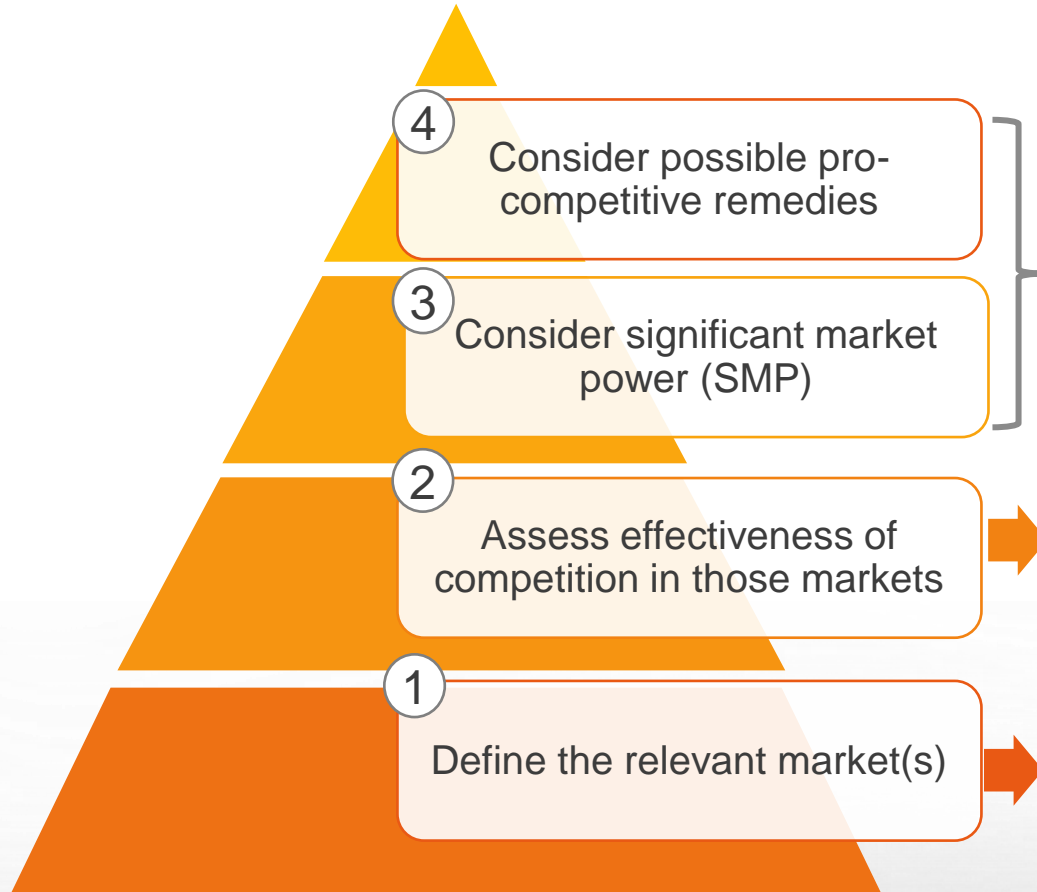 4
Consider possible pro-
competitive remedies
3
Consider significant market
power (SMP)
2
Assess effectiveness of
competition in those markets
1
Define the relevant market(s)